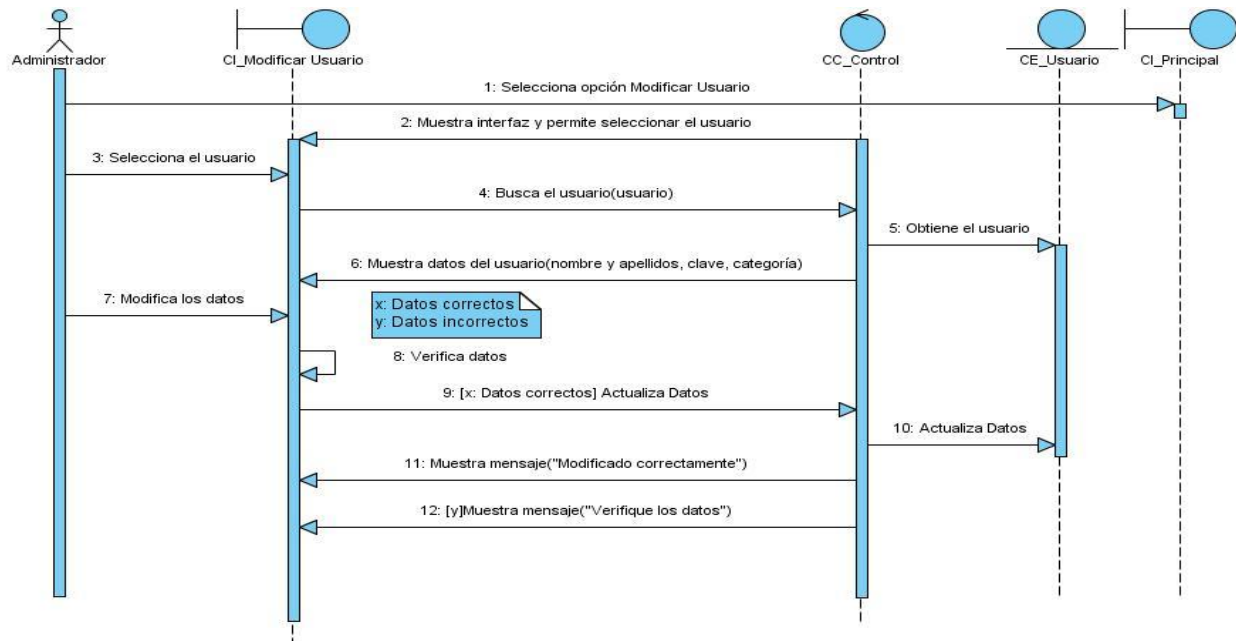 Administrador
CI_Modificar Usuario
CC_Control
CE_Usuario
CI_Principal
1: Selecciona opción Modificar Usuario
2: Muestra interfaz y permite seleccionar el usuario
3: Selecciona el usuario
4: Busca el usuario(usuario)
5: Obtiene el usuario
6: Muestra datos del usuario(nombre y apellidos, clave, categoría)
7: Modifica los datos
x: Datos correctos
y: Datos incorrectos
8: Verifica datos
9: [x: Datos correctos] Actualiza Datos
10: Actualiza Datos
11: Muestra mensaje("Modificado correctamente")
12: [y]Muestra mensaje("Verifique los datos")